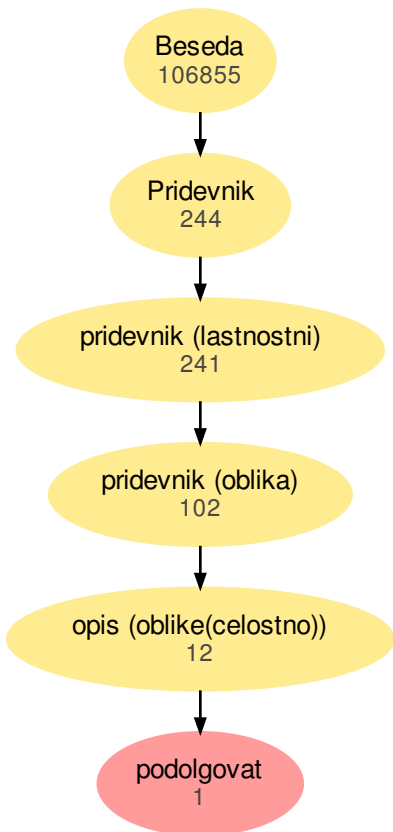 Beseda
106855
Pridevnik
244
pridevnik (lastnostni)
241
pridevnik (oblika)
102
opis (oblike(celostno))
12
podolgovat
1